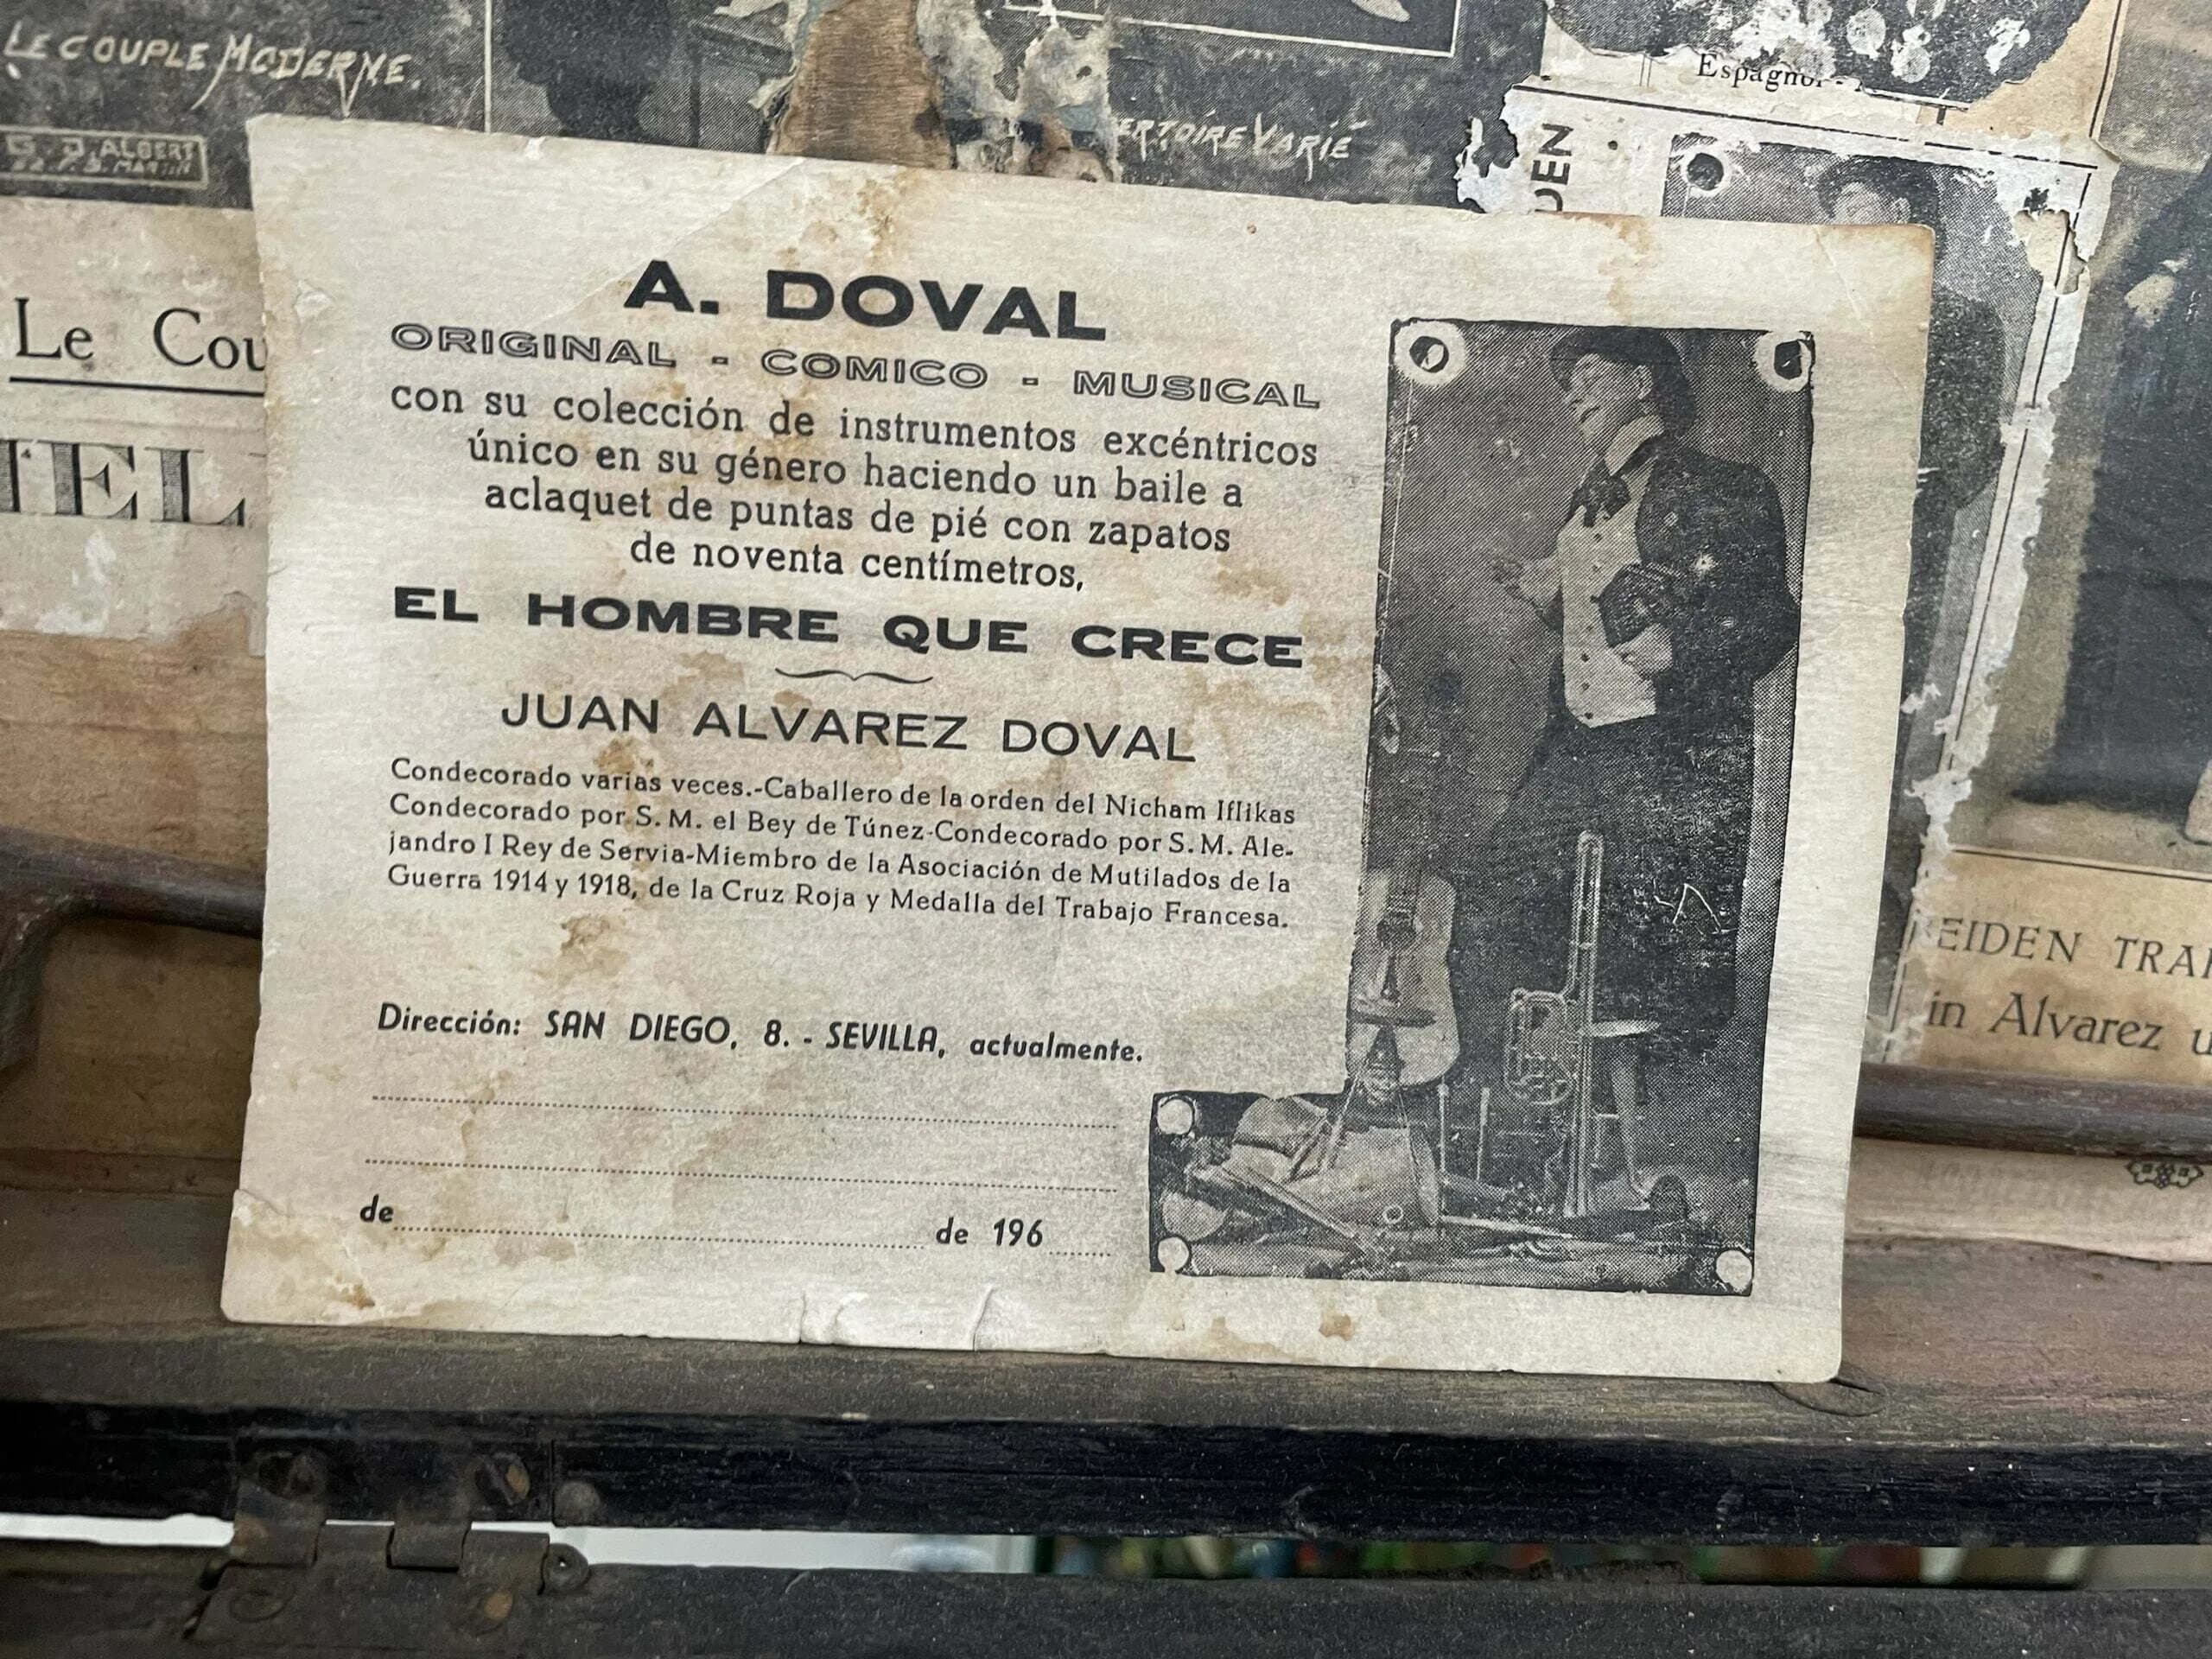 LE COUPLE MODERNE.
ERTOIRE VARIÉ
Espagnol -
UEN
Le Cou
TEL
A. DOVAL
ORIGINAL - COMICO - MUSICAL
con su colección de instrumentos excéntricos
único en su género haciendo un baile a
aclaquet de puntas de pié con zapatos
de noventa centímetros,
EL HOMBRE QUE CRECE
JUAN ALVAREZ DOVAL
Condecorado varias veces.-Caballero de la orden del Nicham Iflikas
Condecorado por S. M. el Bey de Túnez-Condecorado por S. M. Ale-
jandro I Rey de Servia-Miembro de la Asociación de Mutilados de la
Guerra 1914 y 1918, de la Cruz Roja y Medalla del Trabajo Francesa.
Dirección: SAN DIEGO, 8. - SEVILLA, actualmente.
de de 196
EIDEN TRA
in Alvarez u